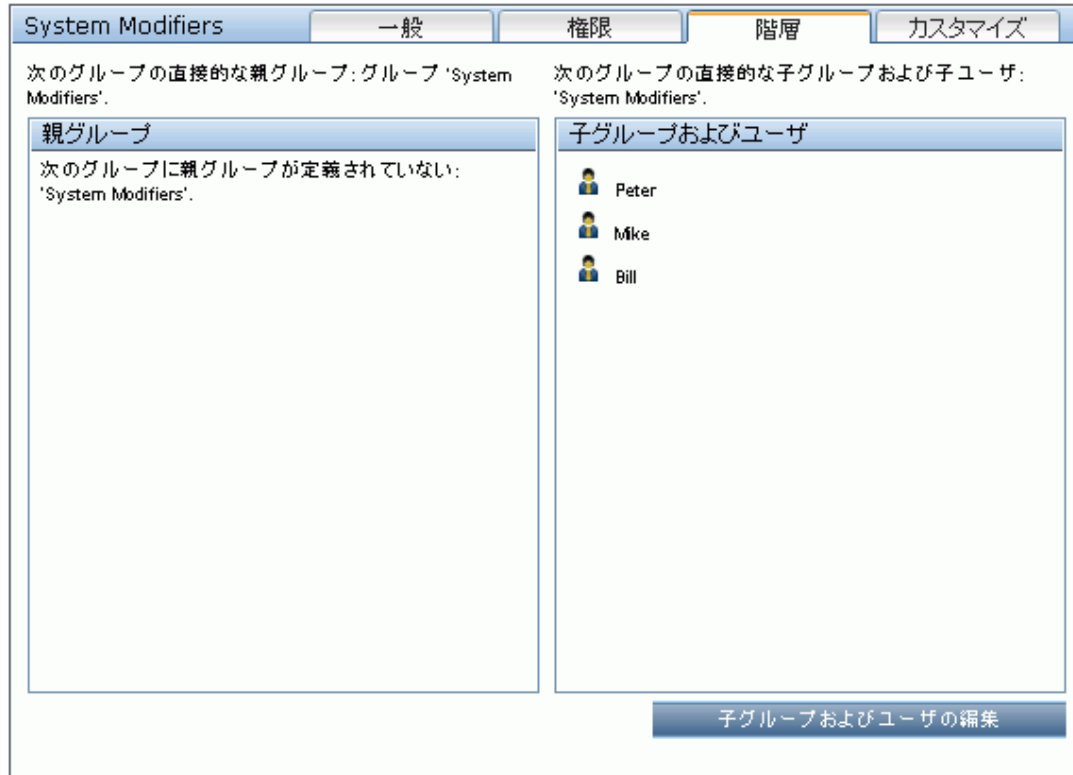 System Modifiers 一般 権限 階層 カスタマイズ
次のグループの直接的な親グループ: グループ 'System
Modifiers'.
親グループ
次のグループに親グループが定義されていない:
'System Modifiers'.
次のグループの直接的な子グループおよび子ユーザ:
'System Modifiers'.
子グループおよびユーザ
Peter
Mike
Bill
子グループおよびユーザの編集